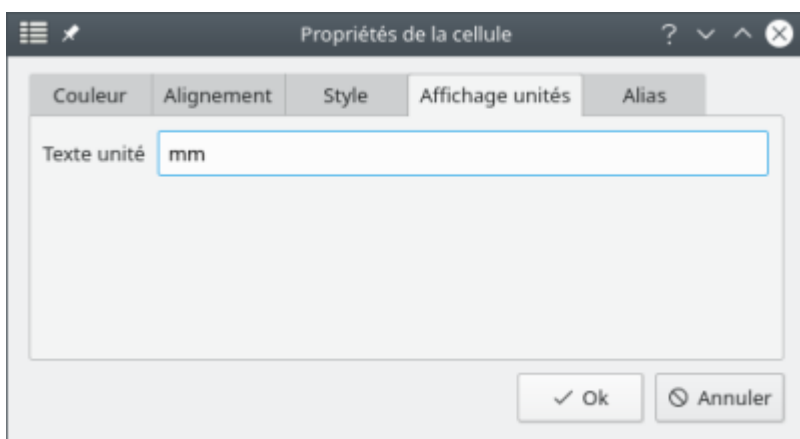 Propriétés de la cellule ?
Couleur Alignement Style Affichage unités Alias
Texte unité mm
Ok Annuler